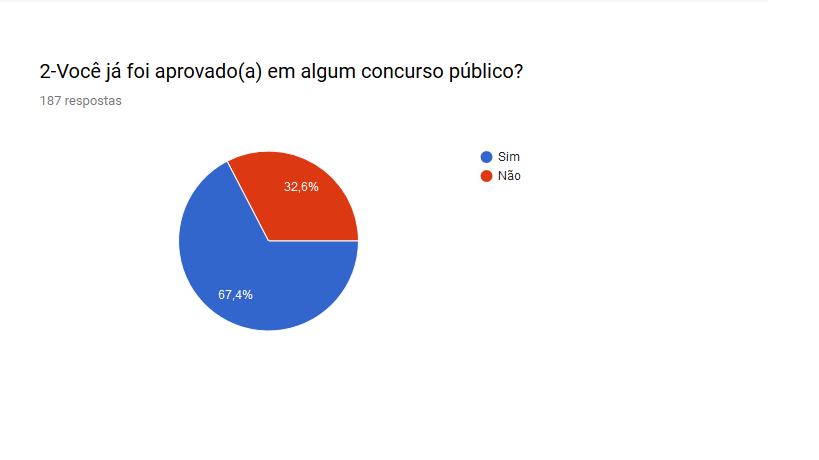 2-Você já foi aprovado(a) em algum concurso público?
187 respostas
Sim
Não
32,6%
67,4%